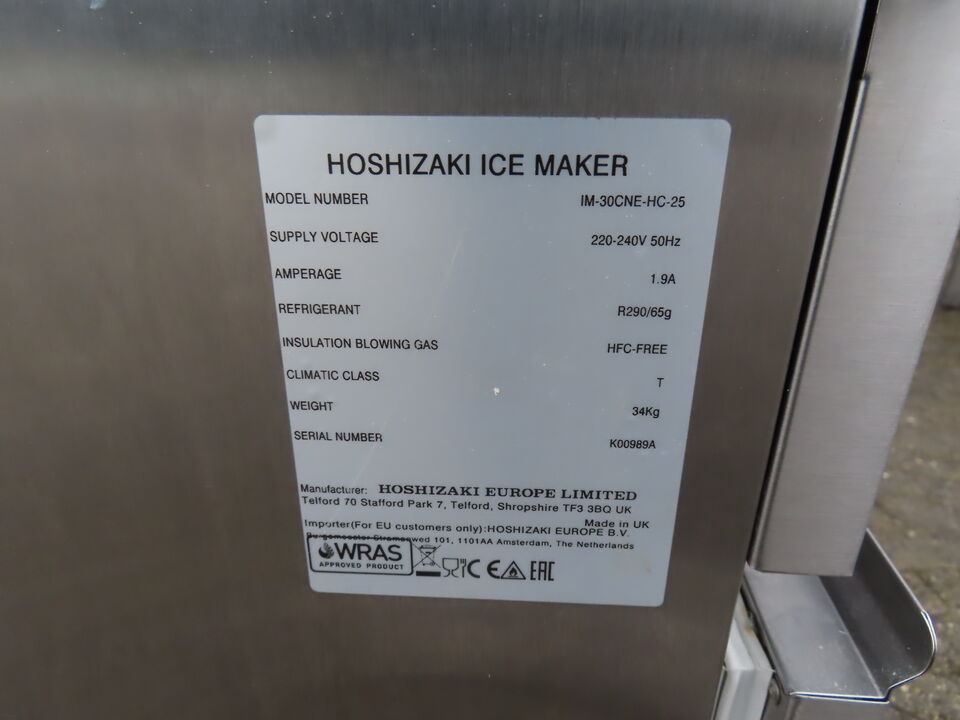 HOSHIZAKI ICE MAKER
MODEL NUMBER IM-30CNE-HC-25
SUPPLY VOLTAGE 220-240V 50Hz
AMPERAGE 1.9A
REFRIGERANT R290/65g
INSULATION BLOWING GAS HFC-FREE
CLIMATIC CLASS T
WEIGHT 34Kg
SERIAL NUMBER K00989A
Manufacturer: HOSHIZAKI EUROPE LIMITED
Telford 70 Stafford Park 7, Telford, Shropshire TF3 3BQ UK
Made in UK
Importer(For EU customers only):HOSHIZAKI EUROPE B.V.
101, 1101AA Amsterdam, The Netherlands
WRAS
APPROVED PRODUCT
CE EAC